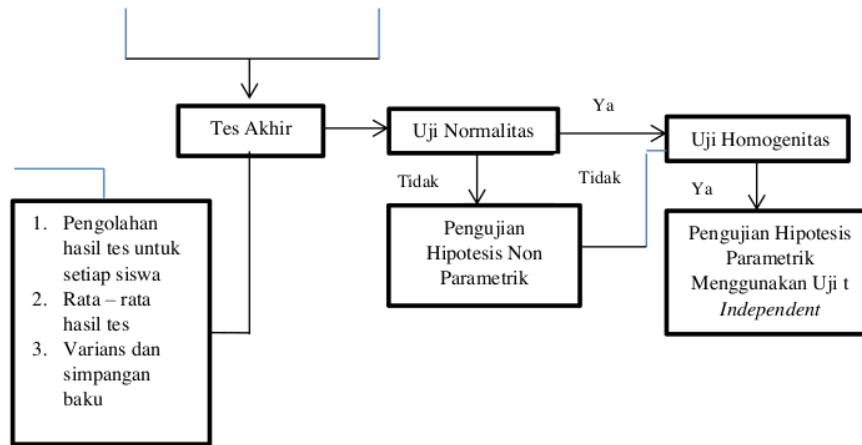 Tes Akhir
Uji Normalitas
Ya
Uji Homogenitas
Tidak
Tidak
Ya
1. Pengolahan
hasil tes untuk
setiap siswa
2. Rata – rata
hasil tes
3. Varians dan
simpangan
baku
Pengujian
Hipotesis Non
Parametrik
Pengujian Hipotesis
Parametrik
Menggunakan Uji t
Independent